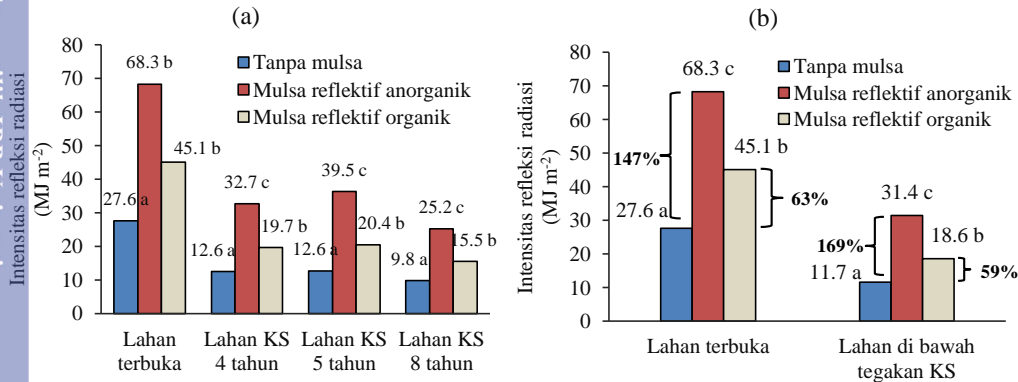 (a)
Intensitas refleksi radiasi
(MJ m-2)
80
70
60
50
40
30
20
10
0
Tanpa mulsa
Mulsa reflektif anorganik
Mulsa reflektif organik
27.6 a
68.3 b
45.1 b
12.6 a
32.7 c
19.7 b
12.6 a
39.5 c
20.4 b
9.8 a
25.2 c
15.5 b
Lahan
terbuka
Lahan KS
4 tahun
Lahan KS
5 tahun
Lahan KS
8 tahun
(b)
Intensitas refleksi radiasi
(MJ m-2)
80
70
60
50
40
30
20
10
0
Tanpa mulsa
Mulsa reflektif anorganik
Mulsa reflektif organik
68.3 c
45.1 b
147%
27.6 a
63%
31.4 c
169%
18.6 b
11.7 a
59%
Lahan terbuka
Lahan di bawah
tegakan KS